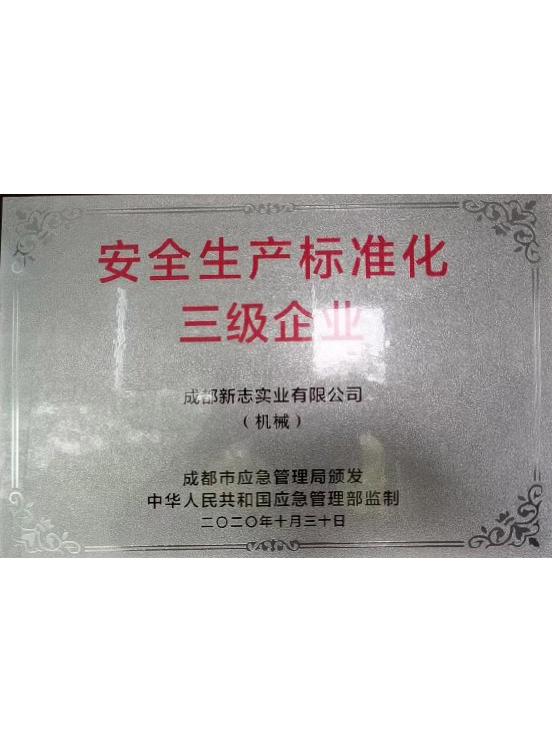 安全生产标准化
三级企业
成都新志实业有限公司
（机械）
成都市应急管理局颁发
中华人民共和国应急管理部监制
二〇二〇年十月三十日